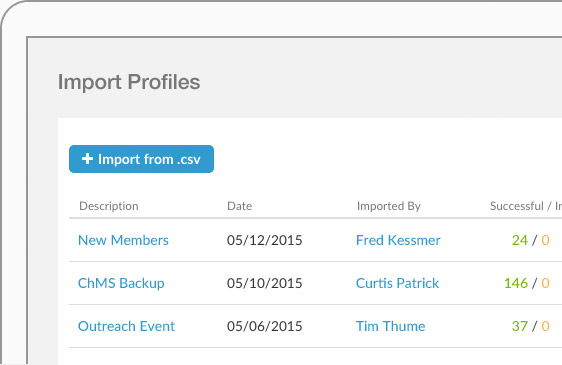 Import Profiles
+ Import from .csv
Description Date Imported By Successful /
New Members 05/12/2015 Fred Kessmer 24 / 0
ChMS Backup 05/10/2015 Curtis Patrick 146 / 0
Outreach Event 05/06/2015 Tim Thume 37 / 0